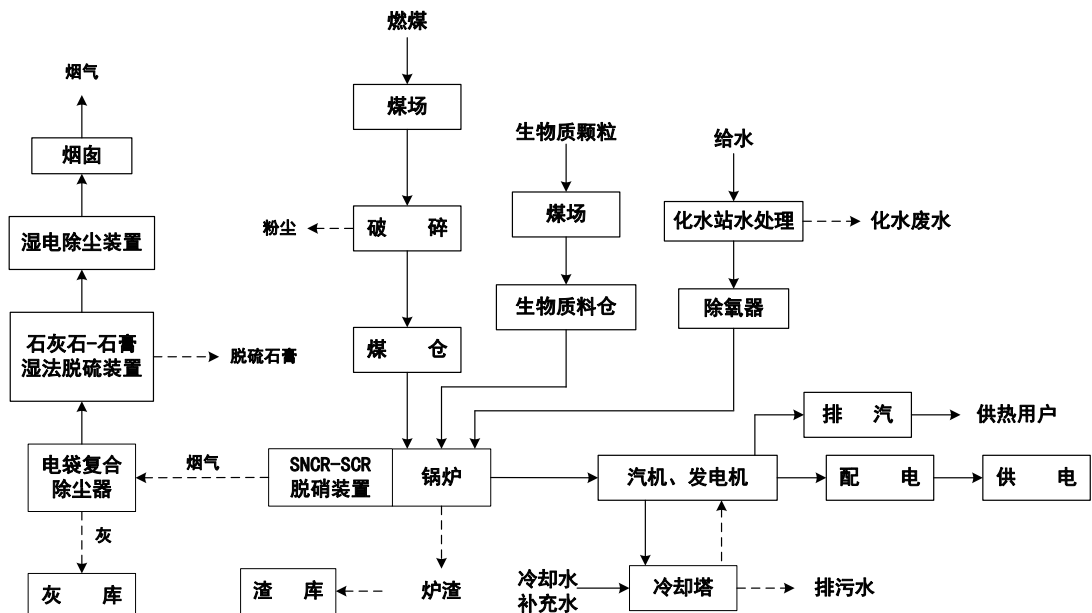 燃煤
烟气
煤场
生物质颗粒
给水
烟囱
煤场
破 碎
粉尘
化水站水处理
化水废水
湿电除尘装置
生物质料仓
除氧器
石灰石-石膏
湿法脱硫装置
脱硫石膏
煤 仓
排 汽
供热用户
电袋复合
除尘器
烟气
SNCR-SCR
脱硝装置
锅炉
汽机、发电机
配 电
供 电
灰
灰 库
渣 库
炉渣
冷却水
补充水
冷却塔
排污水